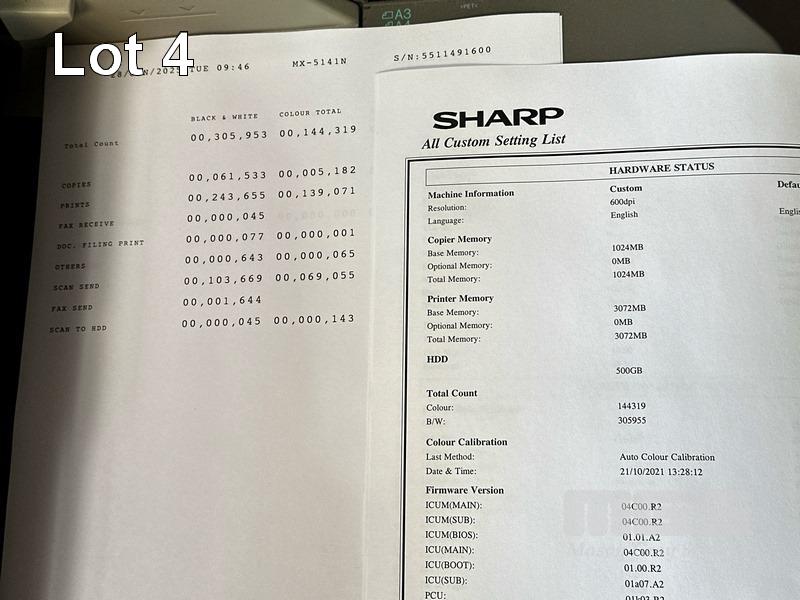 Lot 4
A3
A4
28/JAN/2025 TUE 09:46 MX-5141N S/N:5511491600
BLACK & WHITE COLOUR TOTAL
Total Count 00,305,953 00,144,319
COPIES 00,061,533 00,005,182
PRINTS 00,243,655 00,139,071
FAX RECEIVE 00,000,045
DOC. FILING PRINT 00,000,077 00,000,001
OTHERS 00,000,643 00,000,065
SCAN SEND 00,103,669 00,069,055
FAX SEND 00,001,644
SCAN TO HDD 00,000,045 00,000,143
SHARP
All Custom Setting List
HARDWARE STATUS
Machine Information Custom
Resolution: 600dpi
Language: English
Copier Memory
Base Memory: 1024MB
Optional Memory: 0MB
Total Memory: 1024MB
Printer Memory
Base Memory: 3072MB
Optional Memory: 0MB
Total Memory: 3072MB
HDD
500GB
Total Count
Colour: 144319
B/W: 305955
Colour Calibration
Last Method: Auto Colour Calibration
Date & Time: 21/10/2021 13:28:12
Firmware Version
ICUM(MAIN): 04C00.R2
ICUM(SUB): 04C00.R2
ICUM(BIOS): 01.01.A2
ICU(MAIN): 04C00.R2
ICU(BOOT): 01.00.R2
ICU(SUB): 01a07.A2
PCU: